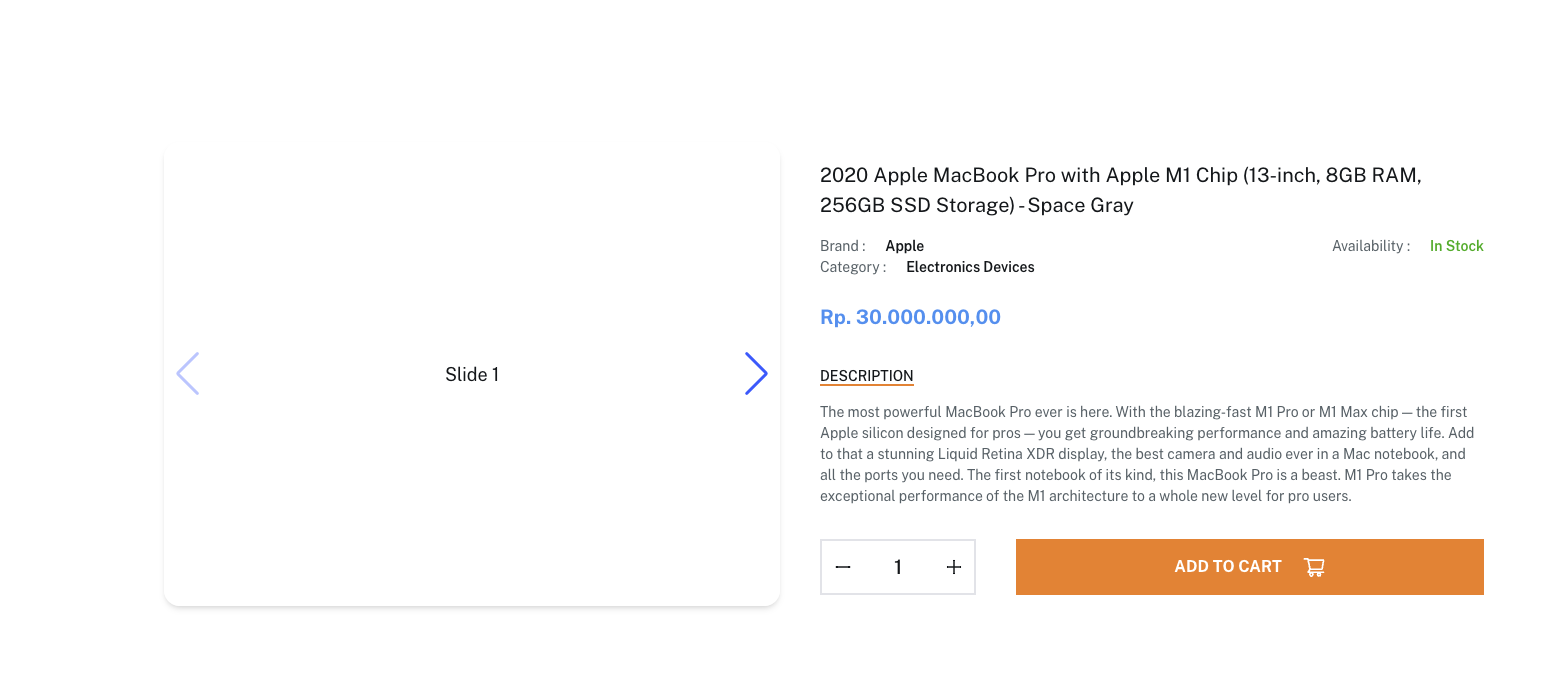 2020 Apple MacBook Pro with Apple M1 Chip (13-inch, 8GB RAM,
256GB SSD Storage) - Space Gray
Brand : Apple Availability : In Stock
Category : Electronics Devices
Rp. 30.000.000,00
Slide 1
DESCRIPTION
The most powerful MacBook Pro ever is here. With the blazing-fast M1 Pro or M1 Max chip — the first
Apple silicon designed for pros — you get groundbreaking performance and amazing battery life. Add
to that a stunning Liquid Retina XDR display, the best camera and audio ever in a Mac notebook, and
all the ports you need. The first notebook of its kind, this MacBook Pro is a beast. M1 Pro takes the
exceptional performance of the M1 architecture to a whole new level for pro users.
1
ADD TO CART